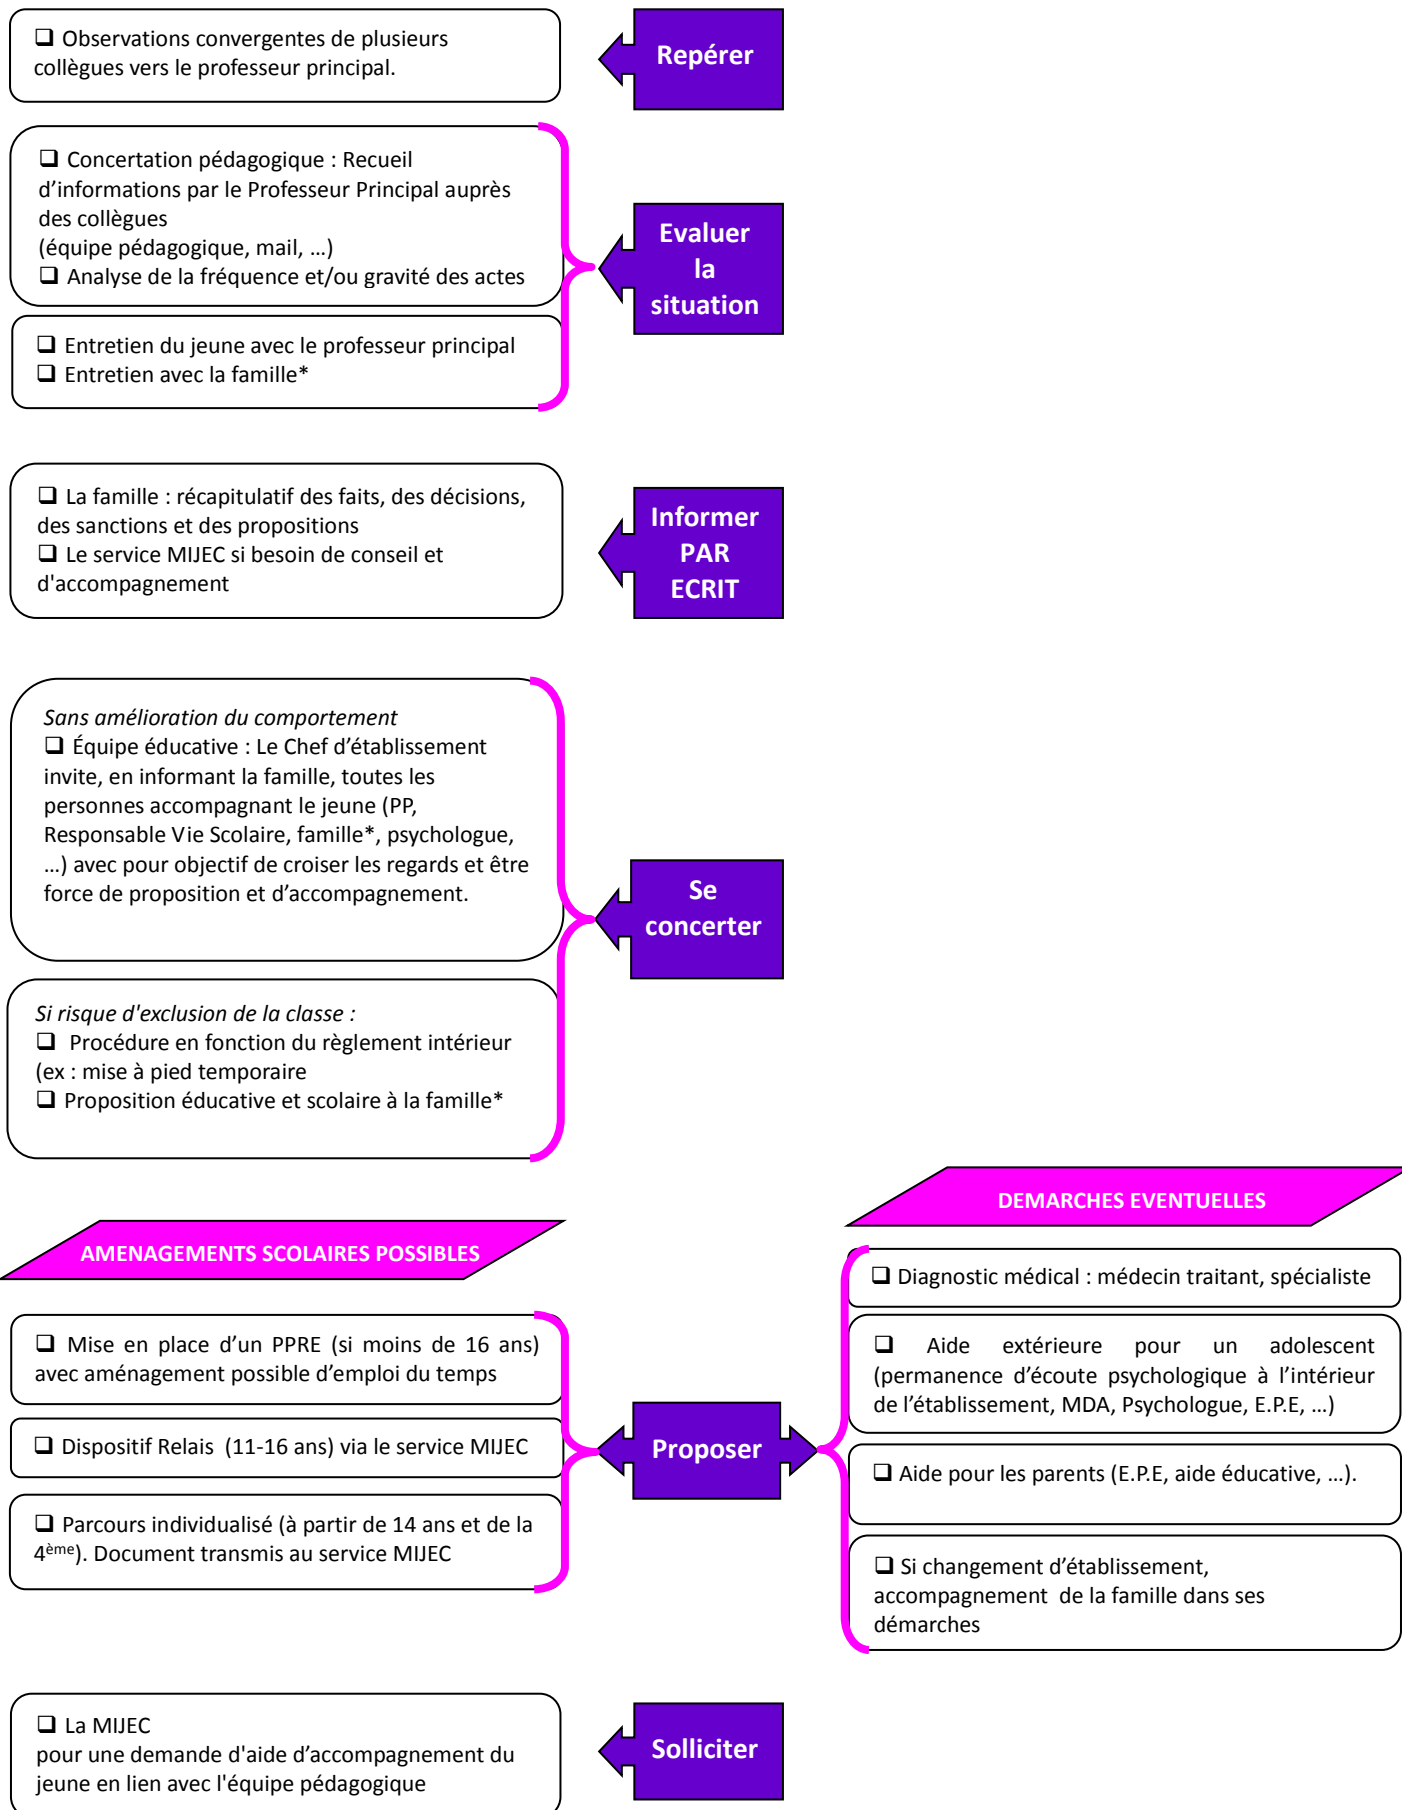 ❑ Observations convergentes de plusieurs
collègues vers le professeur principal.
Repérer
❑ Concertation pédagogique : Recueil
d’informations par le Professeur Principal auprès
des collègues
(équipe pédagogique, mail, …)
❑ Analyse de la fréquence et/ou gravité des actes
❑ Entretien du jeune avec le professeur principal
❑ Entretien avec la famille*
Evaluer
la
situation
❑ La famille : récapitulatif des faits, des décisions,
des sanctions et des propositions
❑ Le service MIJEC si besoin de conseil et
d'accompagnement
Informer
PAR
ECRIT
Sans amélioration du comportement
❑ Équipe éducative : Le Chef d’établissement
invite, en informant la famille, toutes les
personnes accompagnant le jeune (PP,
Responsable Vie Scolaire, famille*, psychologue,
…) avec pour objectif de croiser les regards et être
force de proposition et d’accompagnement.
Si risque d'exclusion de la classe :
❑ Procédure en fonction du règlement intérieur
(ex : mise à pied temporaire
❑ Proposition éducative et scolaire à la famille*
Se
concerter
AMENAGEMENTS SCOLAIRES POSSIBLES
❑ Mise en place d’un PPRE (si moins de 16 ans)
avec aménagement possible d’emploi du temps
❑ Dispositif Relais (11-16 ans) via le service MIJEC
❑ Parcours individualisé (à partir de 14 ans et de la
4ème). Document transmis au service MIJEC
Proposer
DEMARCHES EVENTUELLES
❑ Diagnostic médical : médecin traitant, spécialiste
❑ Aide extérieure pour un adolescent
(permanence d’écoute psychologique à l’intérieur
de l’établissement, MDA, Psychologue, E.P.E, …)
❑ Aide pour les parents (E.P.E, aide éducative, …).
❑ Si changement d’établissement,
accompagnement de la famille dans ses
démarches
❑ La MIJEC
pour une demande d'aide d’accompagnement du
jeune en lien avec l'équipe pédagogique
Solliciter